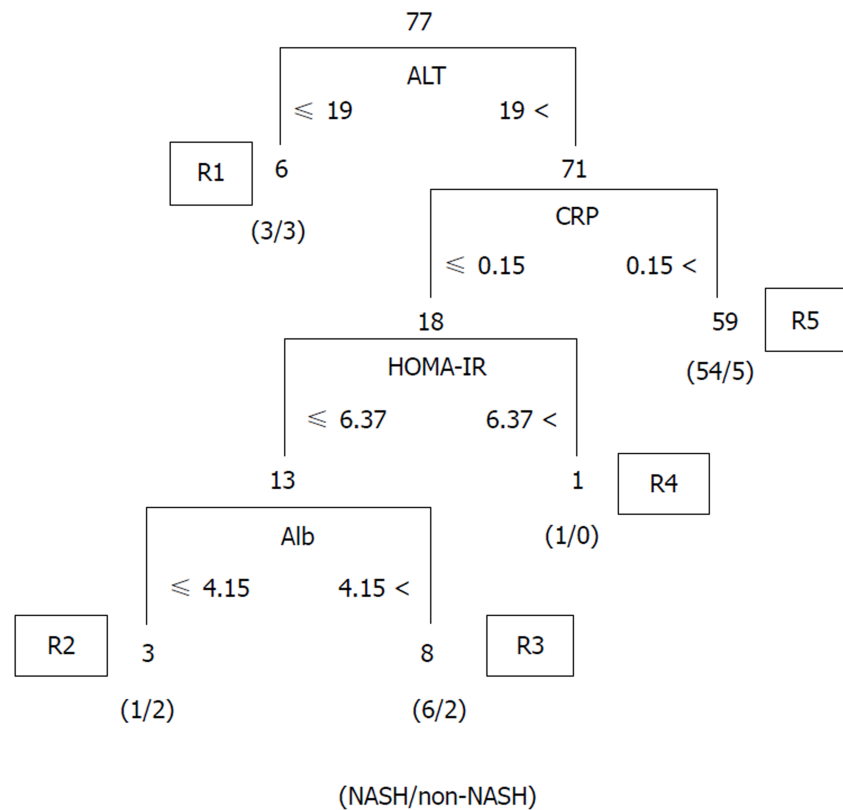 77
ALT
≤ 19 19 <
R1 6 71
(3/3)
CRP
≤ 0.15 0.15 <
18 59 R5
HOMA-IR
(54/5)
≤ 6.37 6.37 <
13 1 R4
Alb
(1/0)
≤ 4.15 4.15 <
R2 3 8 R3
(1/2) (6/2)
(NASH/non-NASH)